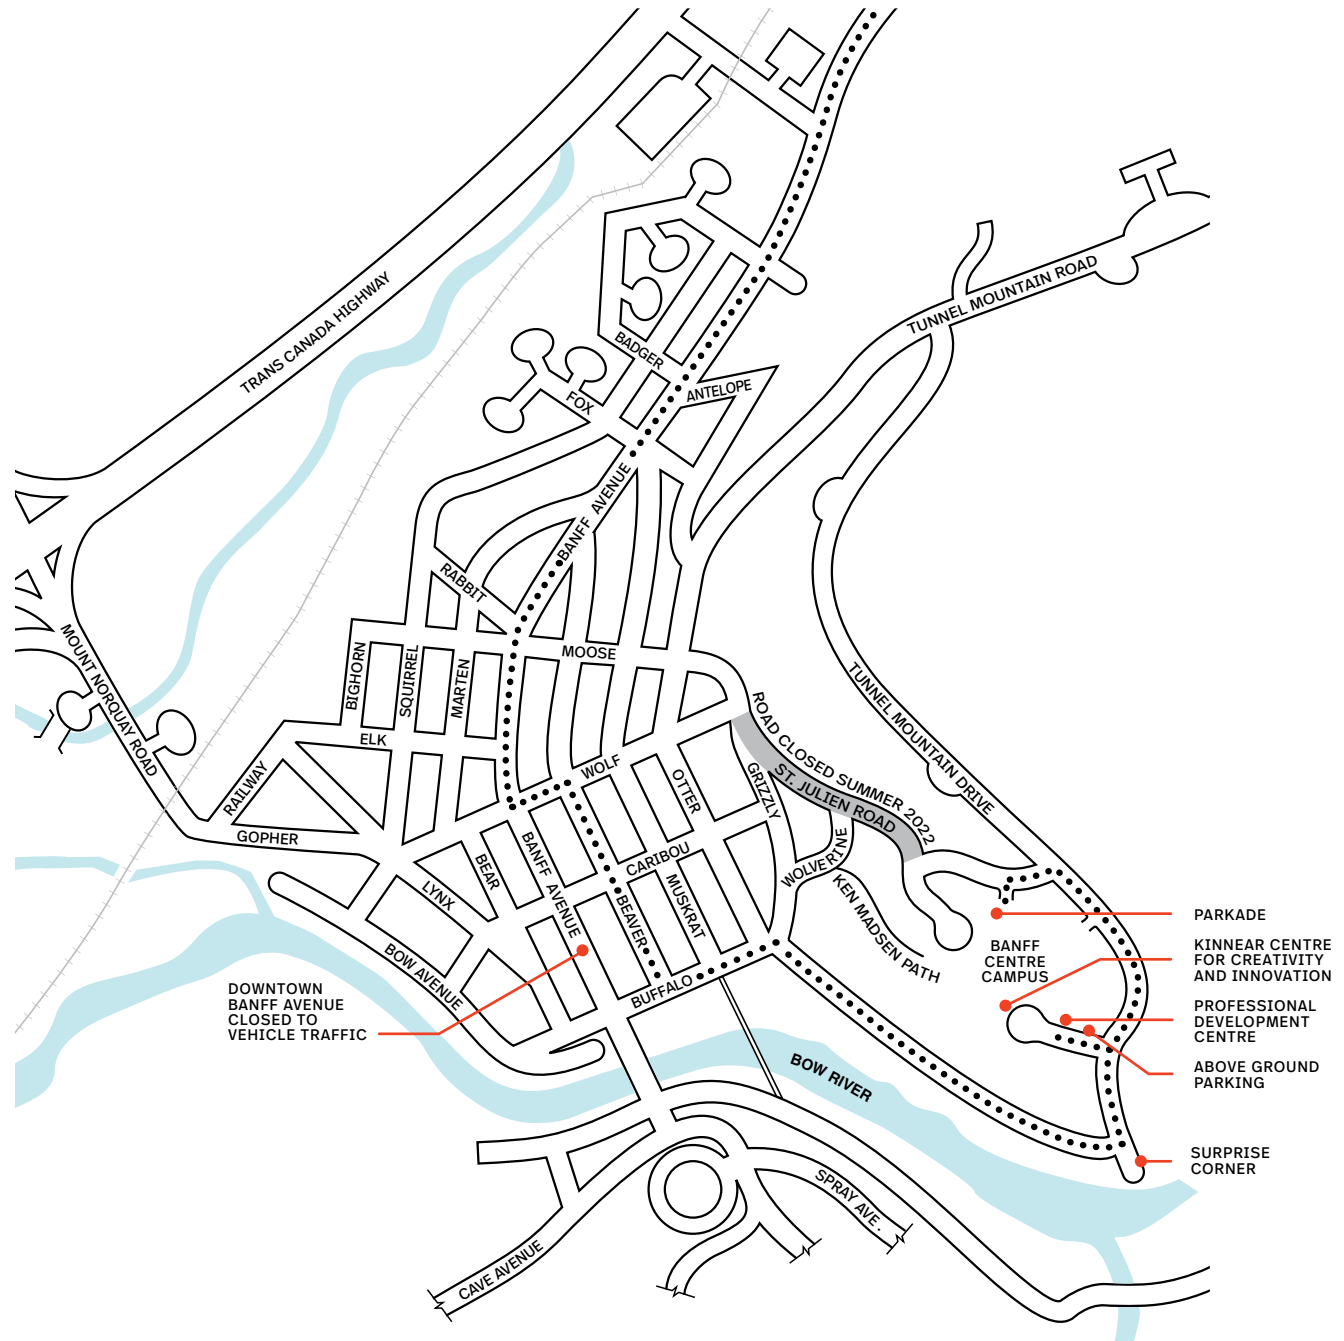 TRANS CANADA HIGHWAY
TUNNEL MOUNTAIN ROAD
BADGER
ANTELOPE
FOX
BANFF AVENUE
RABBIT
MOOSE
MOUNT NORQUAY ROAD
BIGHORN
SQUIRREL
MARTEN
ELK
TUNNEL MOUNTAIN DRIVE
ROAD CLOSED SUMMER 2022
ST. JULIEN ROAD
WOLF
OTTER
GRIZZLY
RAILWAY
GOPHER
BEAR
BANFF AVENUE
CARIBOU
WOLVERINE
LYNX
BEAVER
MUSKRAT
KEN MADSEN PATH
BOW AVENUE
BUFFALO
PARKADE
BANFF
CENTRE
CAMPUS
KINNEAR CENTRE
FOR CREATIVITY
AND INNOVATION
DOWNTOWN
BANFF AVENUE
CLOSED TO
VEHICLE TRAFFIC
PROFESSIONAL
DEVELOPMENT
CENTRE
ABOVE GROUND
PARKING
BOW RIVER
SURPRISE
CORNER
SPRAY AVE.
CAVE AVENUE